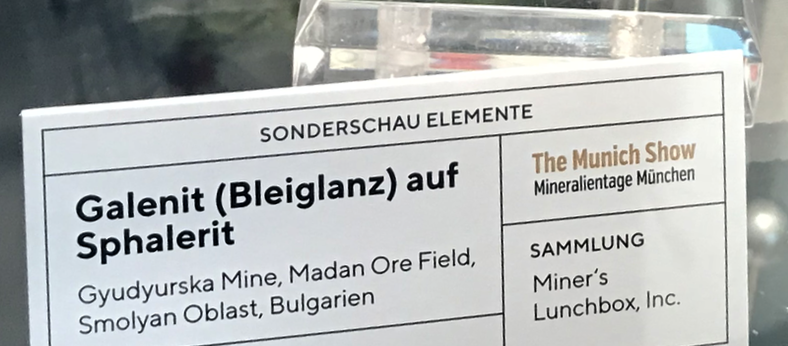 SONDERSCHAU ELEMENTE
Galenit (Bleiglanz) auf
Sphalerit
Gyudyurska Mine, Madan Ore Field,
Smolyan Oblast, Bulgarien
The Munich Show
Mineralientage München
SAMMLUNG
Miner‘s
Lunchbox, Inc.